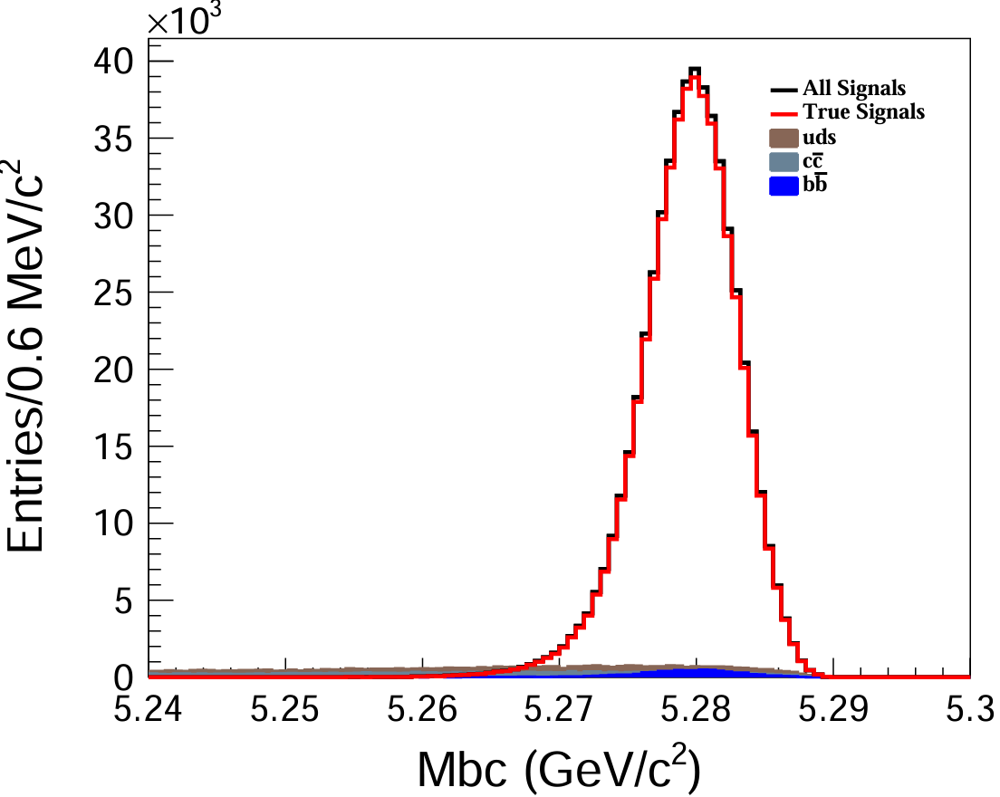 ×10³
40
35
30
25
20
15
10
5
0
Entries/0.6 MeV/c²
All Signals
True Signals
uds
cc̅
bb̅
5.24 5.25 5.26 5.27 5.28 5.29 5.3
Mbc (GeV/c²)